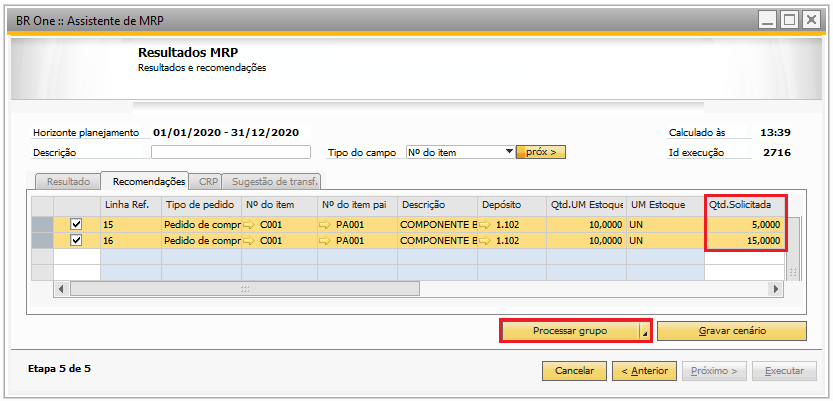 BR One :: Assistente de MRP
Resultados MRP
Resultados e recomendações
Horizonte planejamento 01/01/2020 - 31/12/2020 Calculado às 13:39
Descrição Tipo do campo Nº do item próx > Id execução 2716
Resultado Recomendações CRP Sugestão de transf.
Linha Ref. Tipo de pedido Nº do item Nº do item pai Descrição Depósito Qtd.UM Estoque UM Estoque Qtd.Solicitada
15 Pedido de compr C001 PA001 COMPONENTE B 1.102 10,0000 UN 5,0000
16 Pedido de compr C001 PA001 COMPONENTE B 1.102 10,0000 UN 15,0000
Processar grupo Gravar cenário
Etapa 5 de 5 Cancelar < Anterior Próximo > Executar